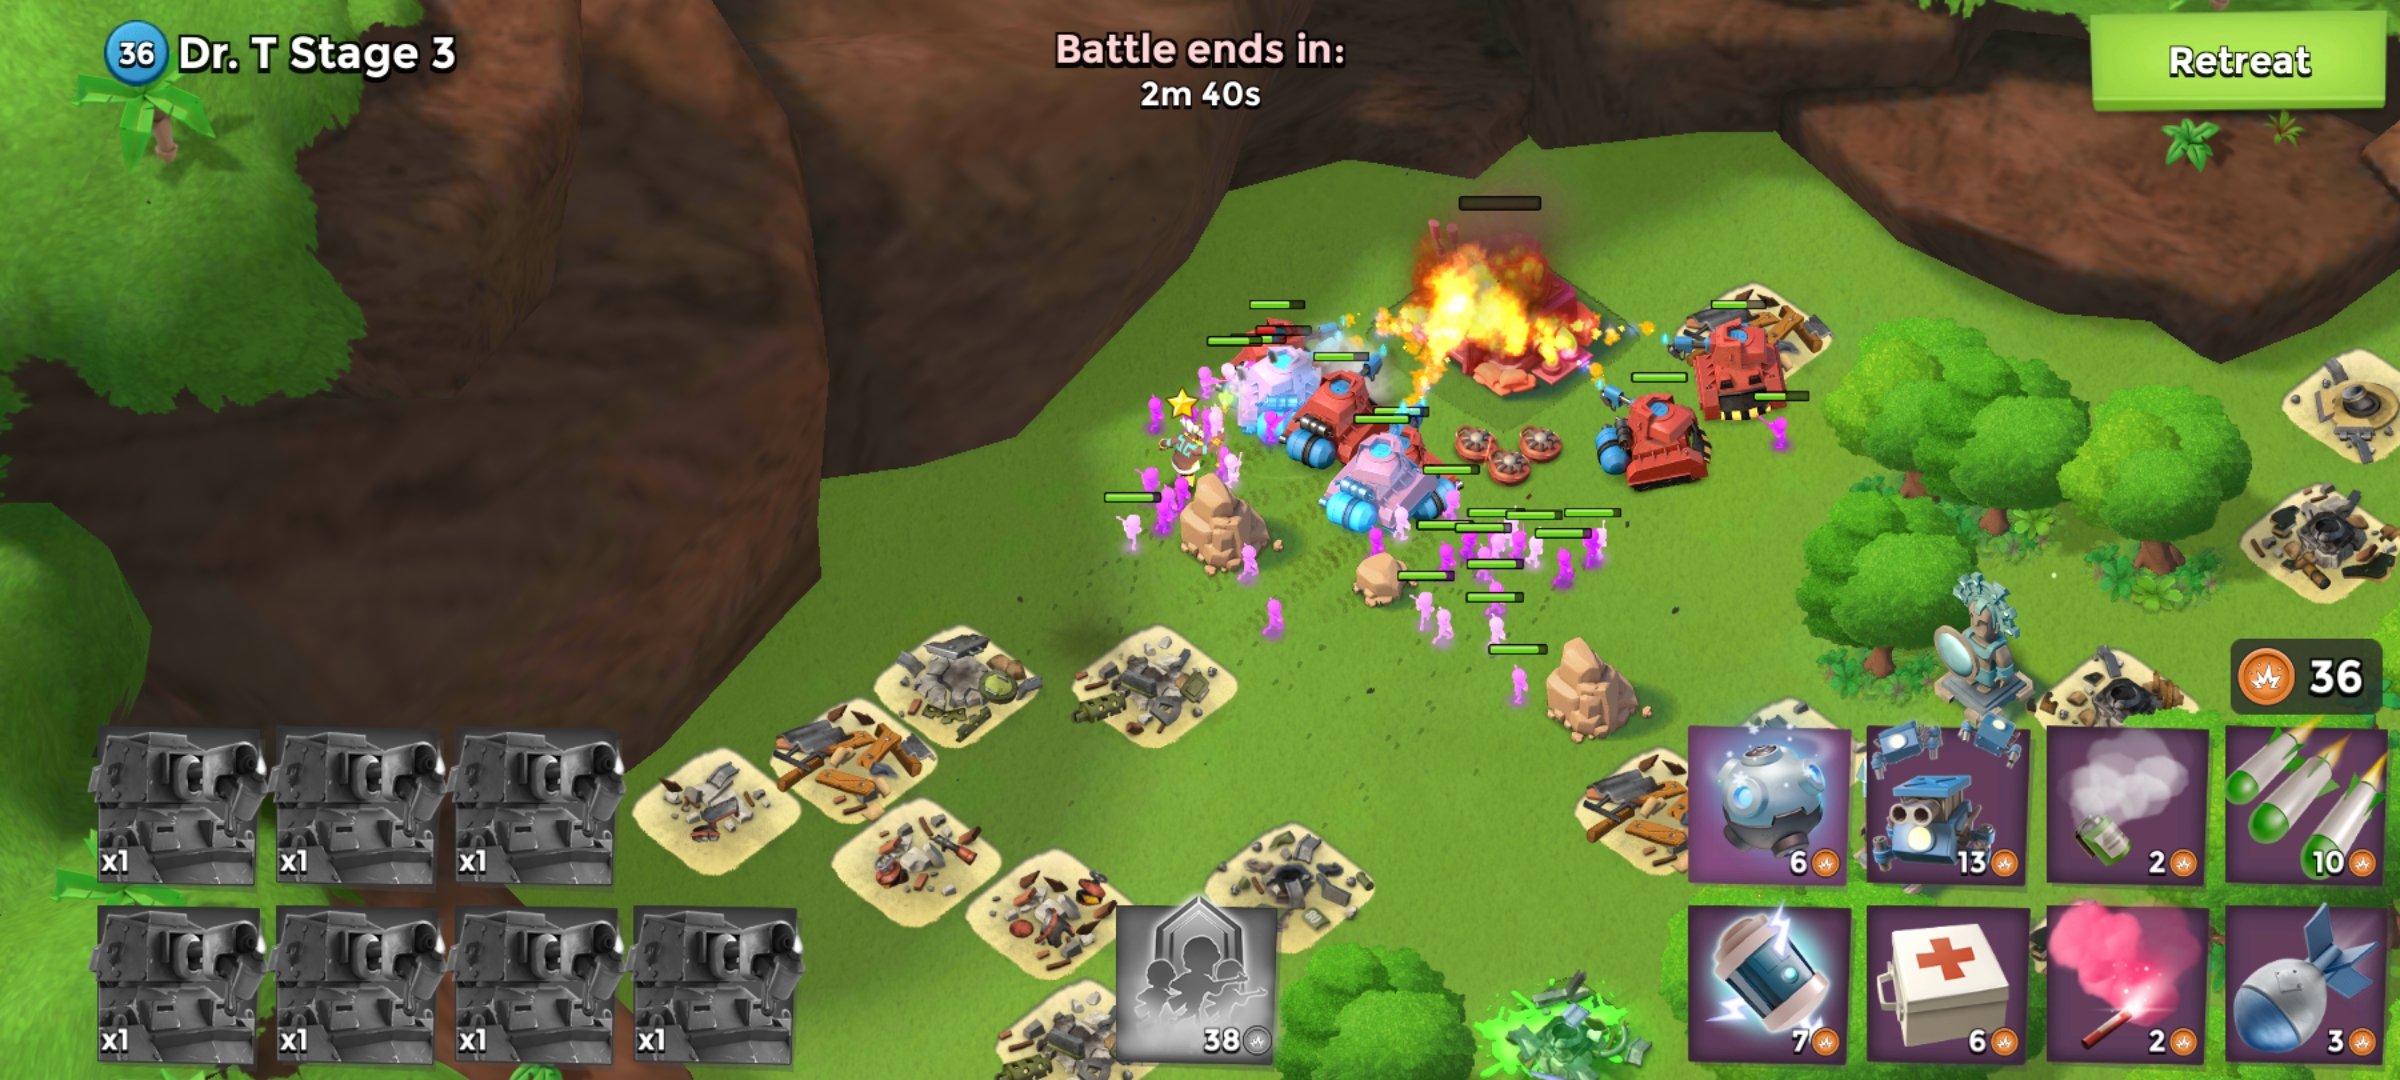 36 Dr. T Stage 3
Battle ends in:
2m 40s
Retreat
36
x1 x1 x1
6 13 2 10
x1 x1 x1 x1
38
7 6 2 3